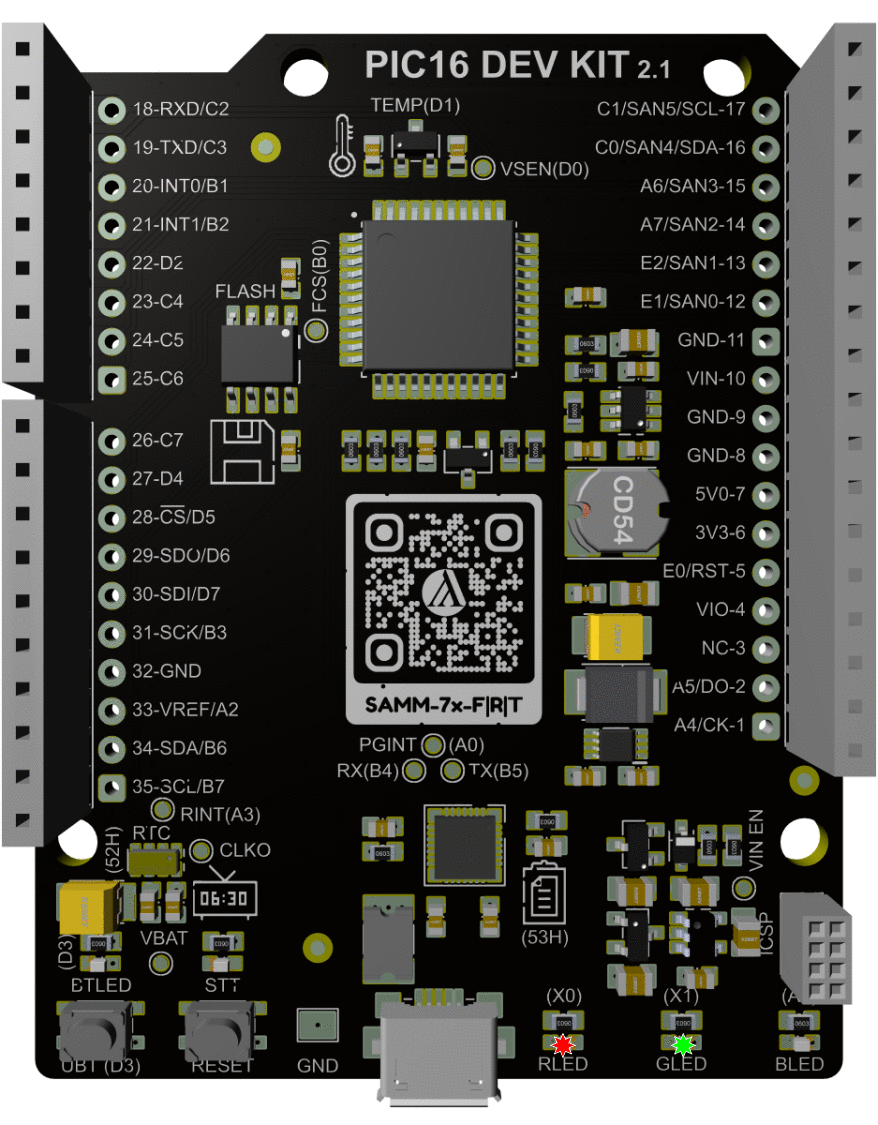 PIC16 DEV KIT 2.1
TEMP(D1)
VSEN(D0)
18-RXD/C2
19-TXD/C3
20-INT0/B1
21-INT1/B2
22-D2
23-C4
24-C5
25-C6
26-C7
27-D4
28-CS/D5
29-SDO/D6
30-SDI/D7
31-SCK/B3
32-GND
33-VREF/A2
34-SDA/B6
35-SCL/B7
C1/SAN5/SCL-17
C0/SAN4/SDA-16
A6/SAN3-15
A7/SAN2-14
E2/SAN1-13
E1/SAN0-12
GND-11
VIN-10
GND-9
GND-8
5V0-7
3V3-6
E0/RST-5
VIO-4
NC-3
A5/DO-2
A4/CK-1
FLASH
FCS(B0)
0603
CD54
SAMM-7x-F|R|T
PGINT (A0)
RX(B4) TX(B5)
RINT(A3)
RTC
(52H)
CLKO
06:30
VBAT
(D3)
BTLED
STT
UBT (D3)
RESET
GND
0603
(53H)
VIN EN
ICSP
(X0)
RLED
(X1)
GLED
0603
BLED